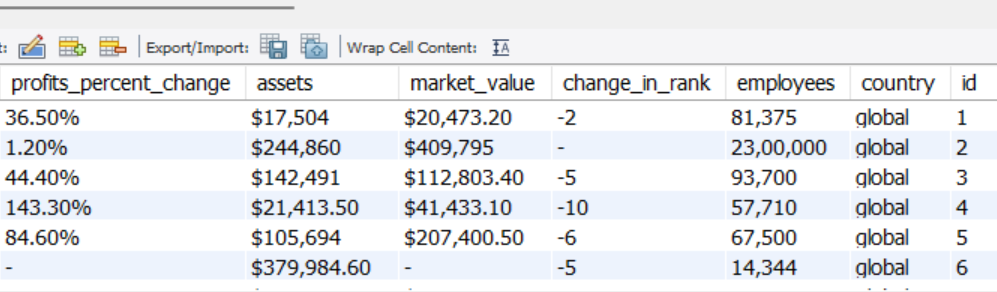 Export/Import: Wrap Cell Content:
profits_percent_change assets market_value change_in_rank employees country id
36.50% $17,504 $20,473.20 -2 81,375 global 1
1.20% $244,860 $409,795 - 23,00,000 global 2
44.40% $142,491 $112,803.40 -5 93,700 global 3
143.30% $21,413.50 $41,433.10 -10 57,710 global 4
84.60% $105,694 $207,400.50 -6 67,500 global 5
- $379,984.60 - -5 14,344 global 6